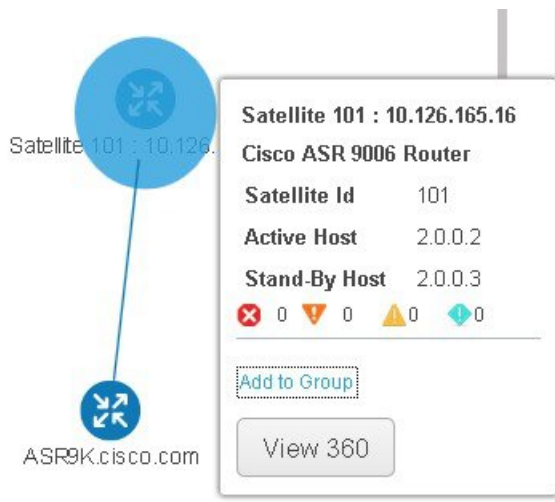 Satellite 101 : 10.126.
ASR9K.cisco.com
Satellite 101 : 10.126.165.16
Cisco ASR 9006 Router
Satellite Id 101
Active Host 2.0.0.2
Stand-By Host 2.0.0.3
0 0 0 0
Add to Group
View 360